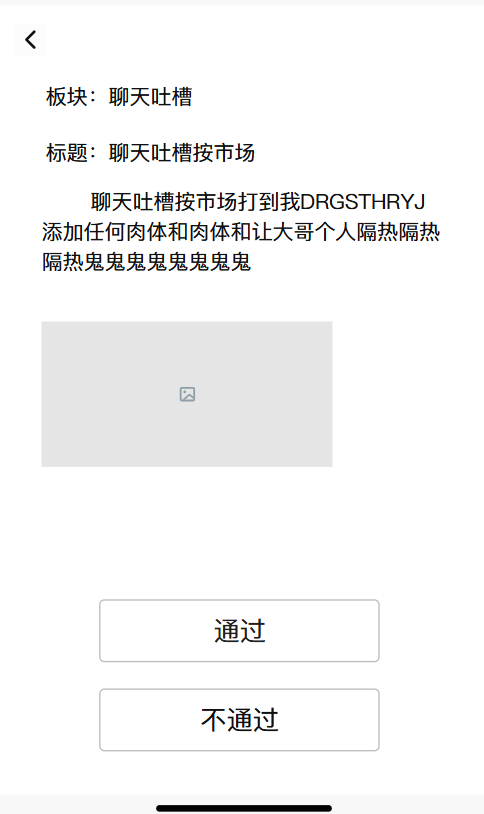 板块：聊天吐槽
标题：聊天吐槽按市场
聊天吐槽按市场打到我DRGSTHRYJ
添加任何肉体和肉体和让大哥个人隔热隔热
隔热鬼鬼鬼鬼鬼鬼鬼鬼
通过
不通过